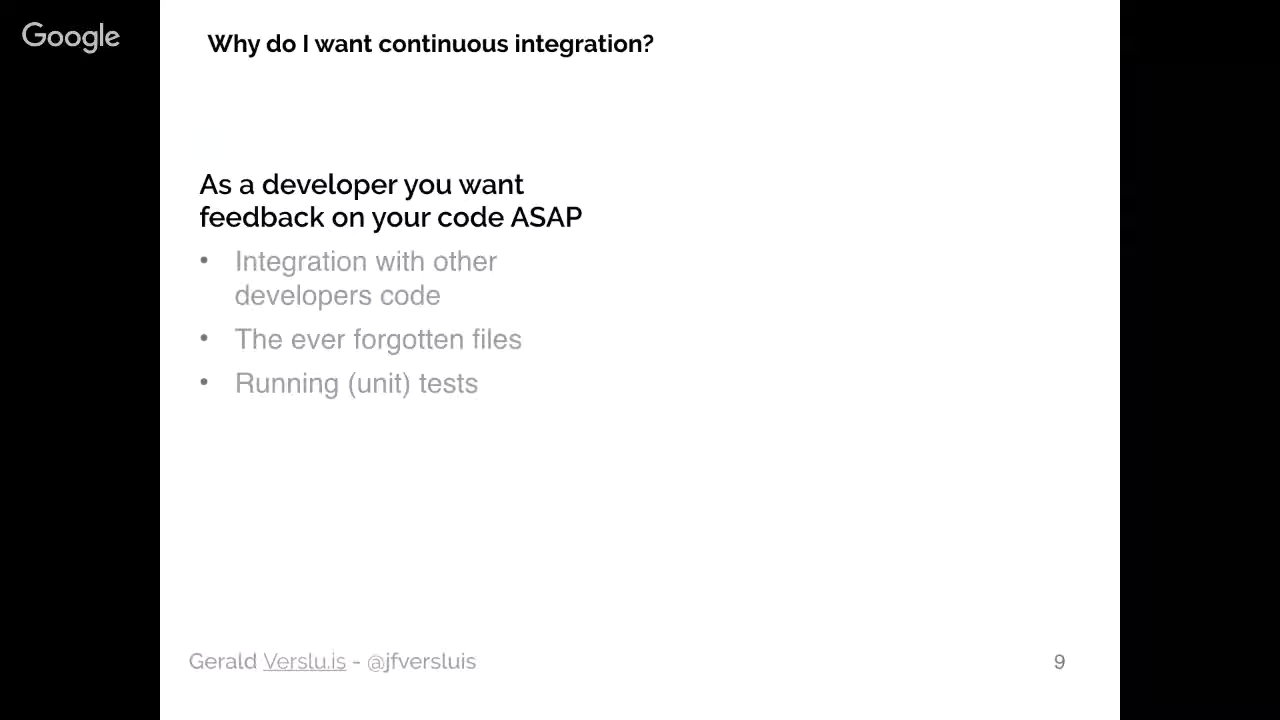 Google
Why do I want continuous integration?
As a developer you want
feedback on your code ASAP
• Integration with other
developers code
• The ever forgotten files
• Running (unit) tests
Gerald Verslu.is - @jfversluis
9